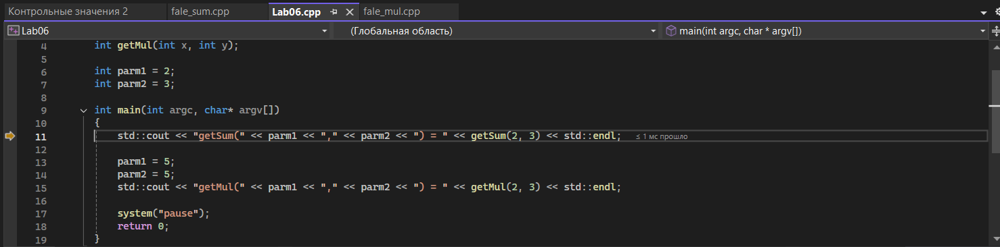 Контрольные значения 2 fale_sum.cpp Lab06.cpp fale_mul.cpp
Lab06 (Глобальная область) main(int argc, char * argv[])
4 int getMul(int x, int y);
5
6 int parm1 = 2;
7 int parm2 = 3;
8
9 int main(int argc, char* argv[])
10 {
11 std::cout << "getSum(" << parm1 << "," << parm2 << ") = " << getSum(2, 3) << std::endl; ≤ 1 мс прошло
12
13 parm1 = 5;
14 parm2 = 5;
15 std::cout << "getMul(" << parm1 << "," << parm2 << ") = " << getMul(2, 3) << std::endl;
16
17 system("pause");
18 return 0;
19 }